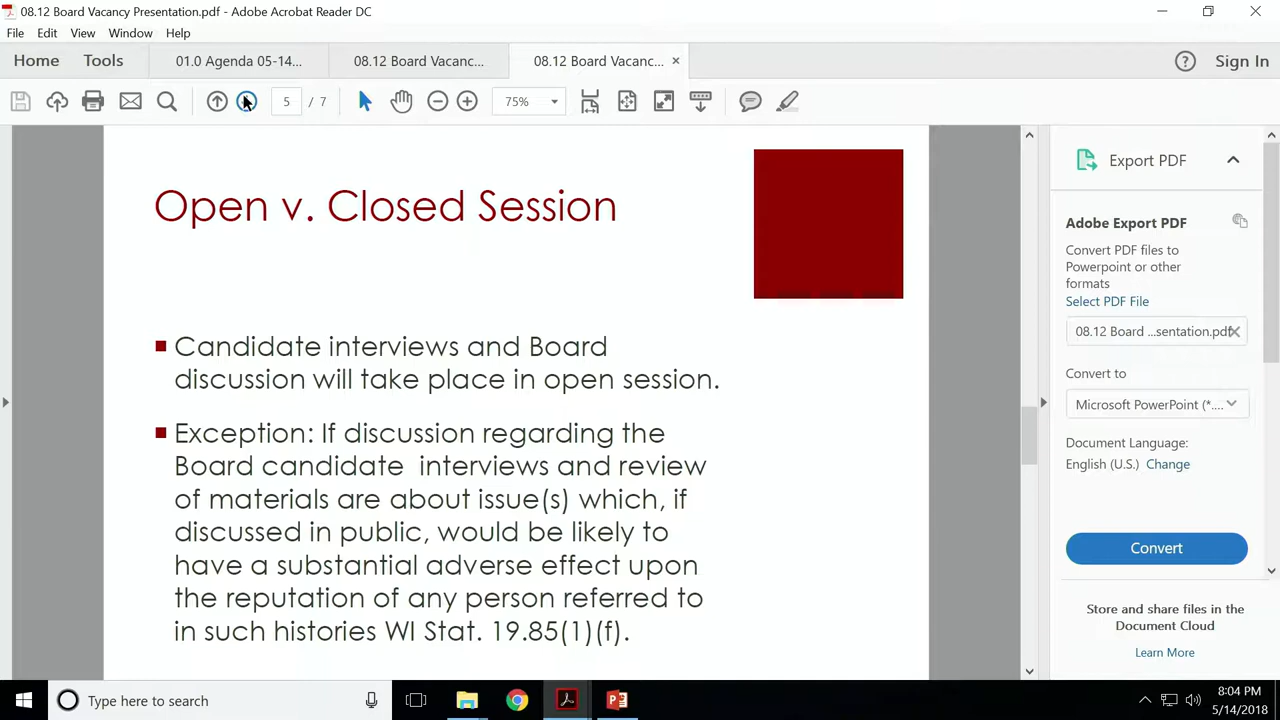 08.12 Board Vacancy Presentation.pdf - Adobe Acrobat Reader DC
File Edit View Window Help
Home Tools 01.0 Agenda 05-14... 08.12 Board Vacanc... 08.12 Board Vacanc... × Sign In
5 / 7 75%
Open v. Closed Session
Candidate interviews and Board
discussion will take place in open session.
Exception: If discussion regarding the
Board candidate interviews and review
of materials are about issue(s) which, if
discussed in public, would be likely to
have a substantial adverse effect upon
the reputation of any person referred to
in such histories WI Stat. 19.85(1)(f).
Export PDF
Adobe Export PDF
Convert PDF files to
Powerpoint or other
formats
Select PDF File
08.12 Board ...sentation.pdf
Convert to
Microsoft PowerPoint (*....
Document Language:
English (U.S.) Change
Convert
Store and share files in the
Document Cloud
Learn More
Type here to search
8:04 PM
5/14/2018